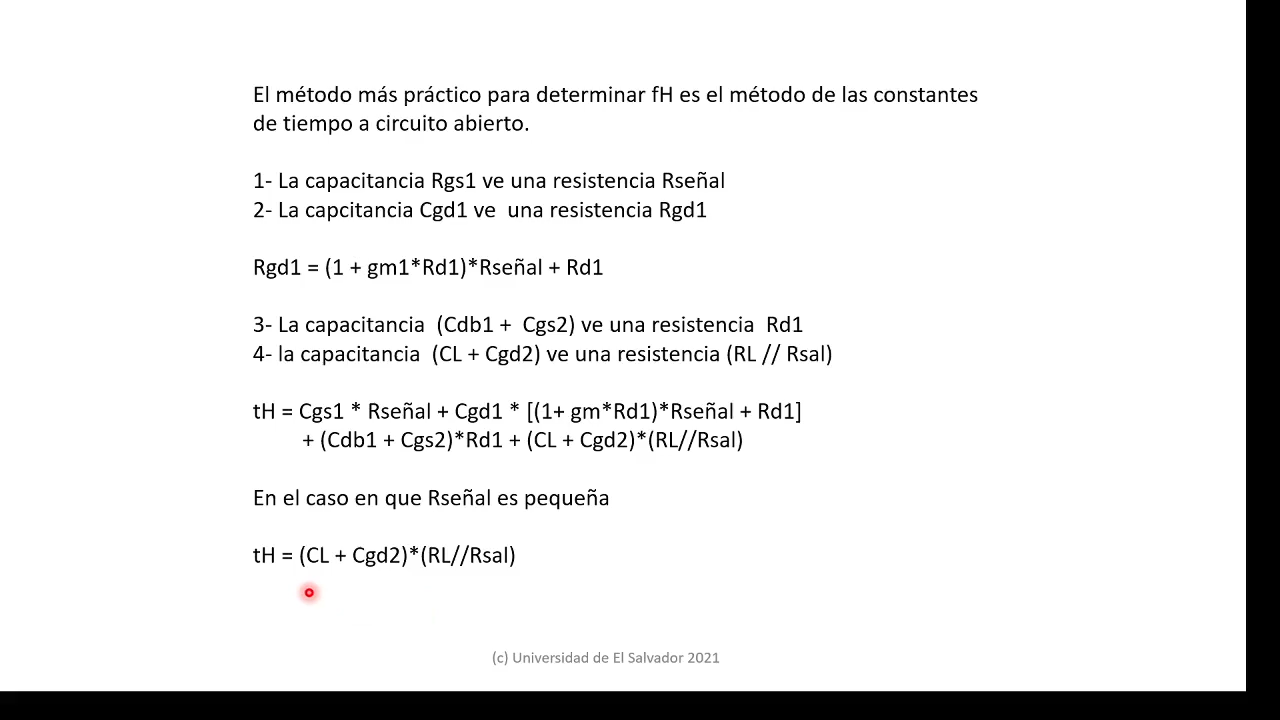 El método más práctico para determinar fH es el método de las constantes
de tiempo a circuito abierto.
1- La capacitancia Rgs1 ve una resistencia Rseñal
2- La capcitancia Cgd1 ve  una resistencia Rgd1
Rgd1 = (1 + gm1*Rd1)*Rseñal + Rd1
3- La capacitancia  (Cdb1 +  Cgs2) ve una resistencia  Rd1
4- la capacitancia  (CL + Cgd2) ve una resistencia (RL // Rsal)
tH = Cgs1 * Rseñal + Cgd1 * [(1+ gm*Rd1)*Rseñal + Rd1]
+ (Cdb1 + Cgs2)*Rd1 + (CL + Cgd2)*(RL//Rsal)
En el caso en que Rseñal es pequeña
tH = (CL + Cgd2)*(RL//Rsal)
(c) Universidad de El Salvador 2021